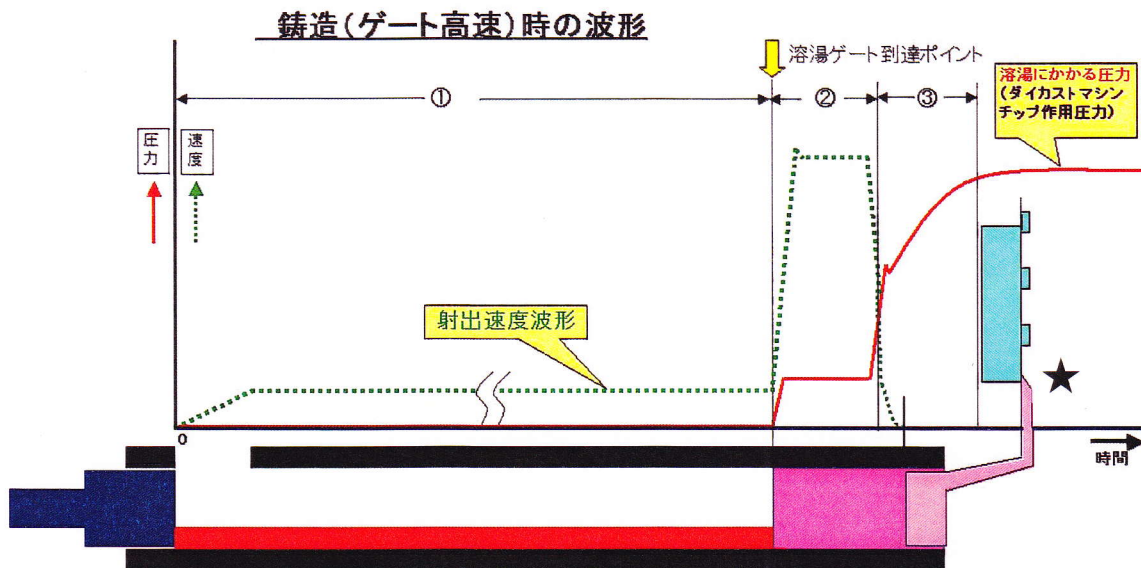 鋳造(ゲート高速)時の波形
溶湯ゲート到達ポイント
溶湯にかかる圧力
(ダイカストマシン
チップ作用圧力)
①
②
③
圧力
速度
射出速度波形
0
時間